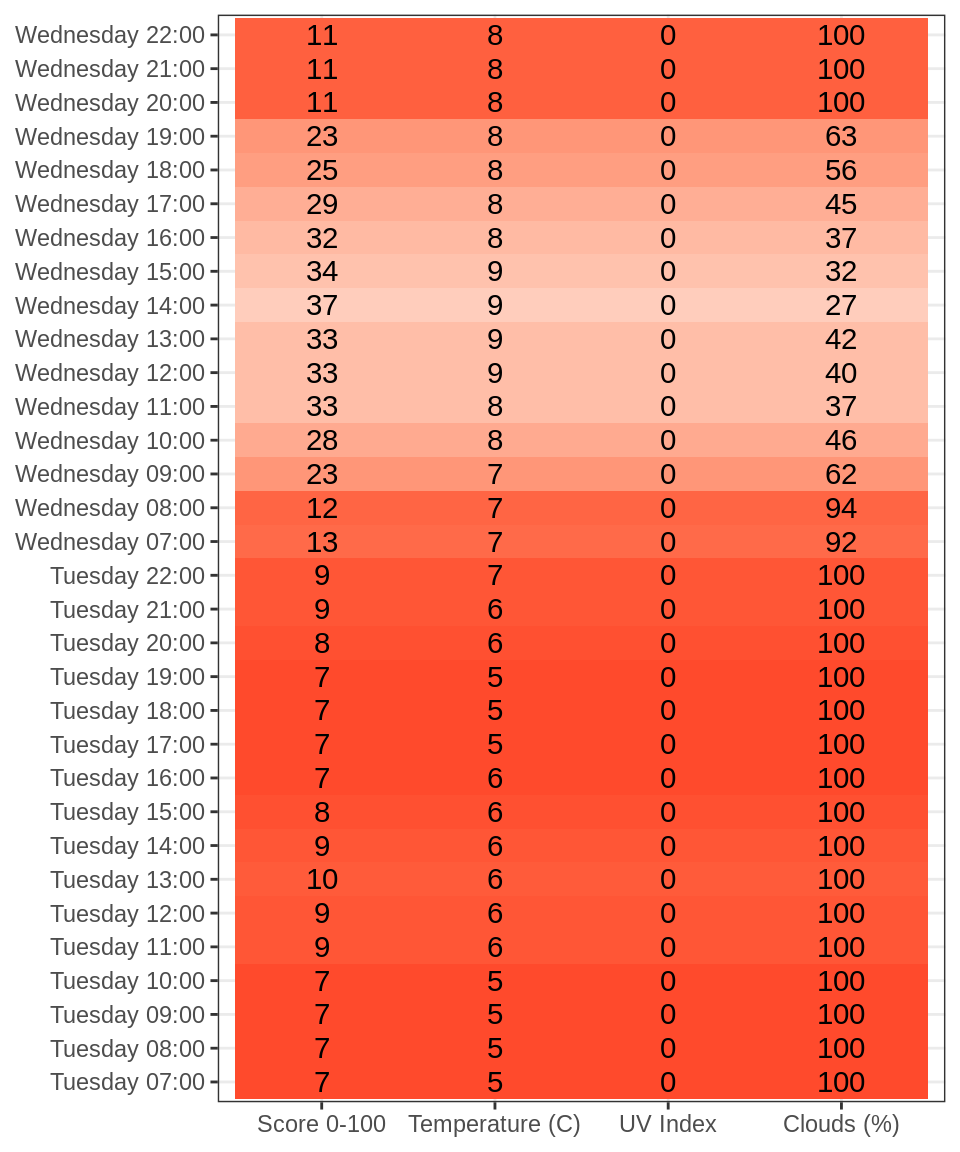 Wednesday 22:00 11 8 0 100
Wednesday 21:00 11 8 0 100
Wednesday 20:00 11 8 0 100
Wednesday 19:00 23 8 0 63
Wednesday 18:00 25 8 0 56
Wednesday 17:00 29 8 0 45
Wednesday 16:00 32 8 0 37
Wednesday 15:00 34 9 0 32
Wednesday 14:00 37 9 0 27
Wednesday 13:00 33 9 0 42
Wednesday 12:00 33 9 0 40
Wednesday 11:00 33 8 0 37
Wednesday 10:00 28 8 0 46
Wednesday 09:00 23 7 0 62
Wednesday 08:00 12 7 0 94
Wednesday 07:00 13 7 0 92
Tuesday 22:00 9 7 0 100
Tuesday 21:00 9 6 0 100
Tuesday 20:00 8 6 0 100
Tuesday 19:00 7 5 0 100
Tuesday 18:00 7 5 0 100
Tuesday 17:00 7 5 0 100
Tuesday 16:00 7 6 0 100
Tuesday 15:00 8 6 0 100
Tuesday 14:00 9 6 0 100
Tuesday 13:00 10 6 0 100
Tuesday 12:00 9 6 0 100
Tuesday 11:00 9 6 0 100
Tuesday 10:00 7 5 0 100
Tuesday 09:00 7 5 0 100
Tuesday 08:00 7 5 0 100
Tuesday 07:00 7 5 0 100
Score 0-100 Temperature (C) UV Index Clouds (%)